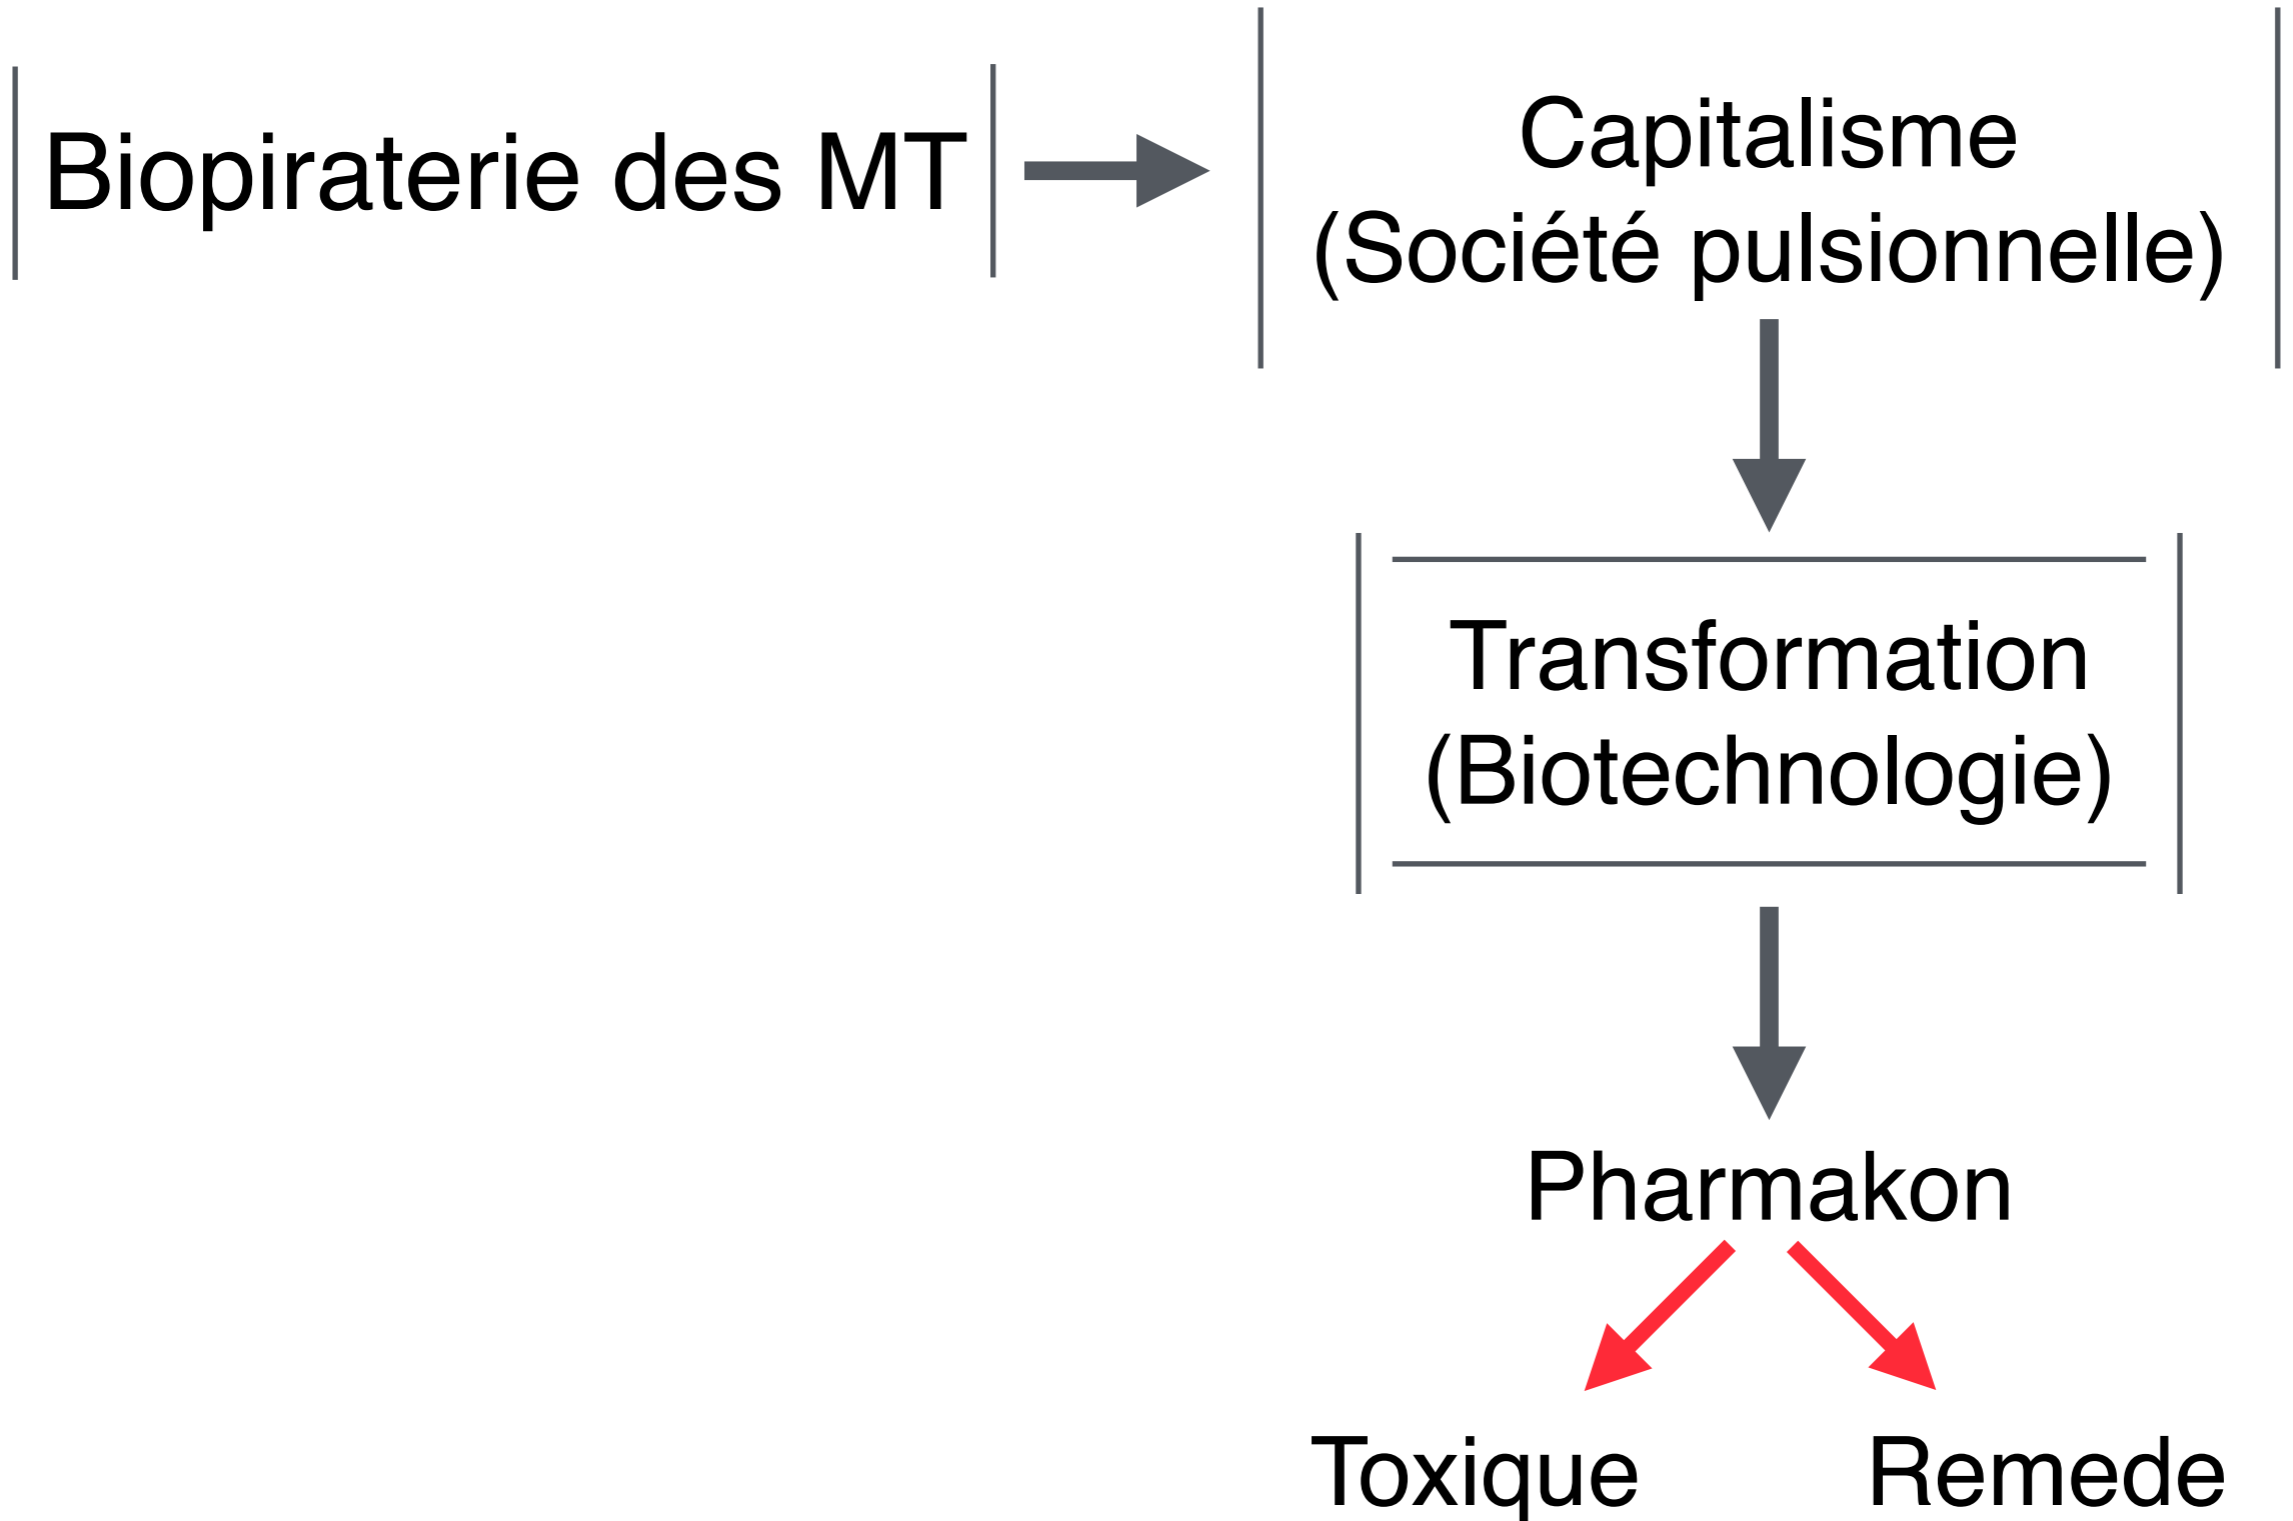 Biopiraterie des MT
Capitalisme
(Société pulsionnelle)
Transformation
(Biotechnologie)
Pharmakon
Toxique
Remede